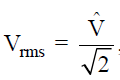 V_rms = V̂ / √2,